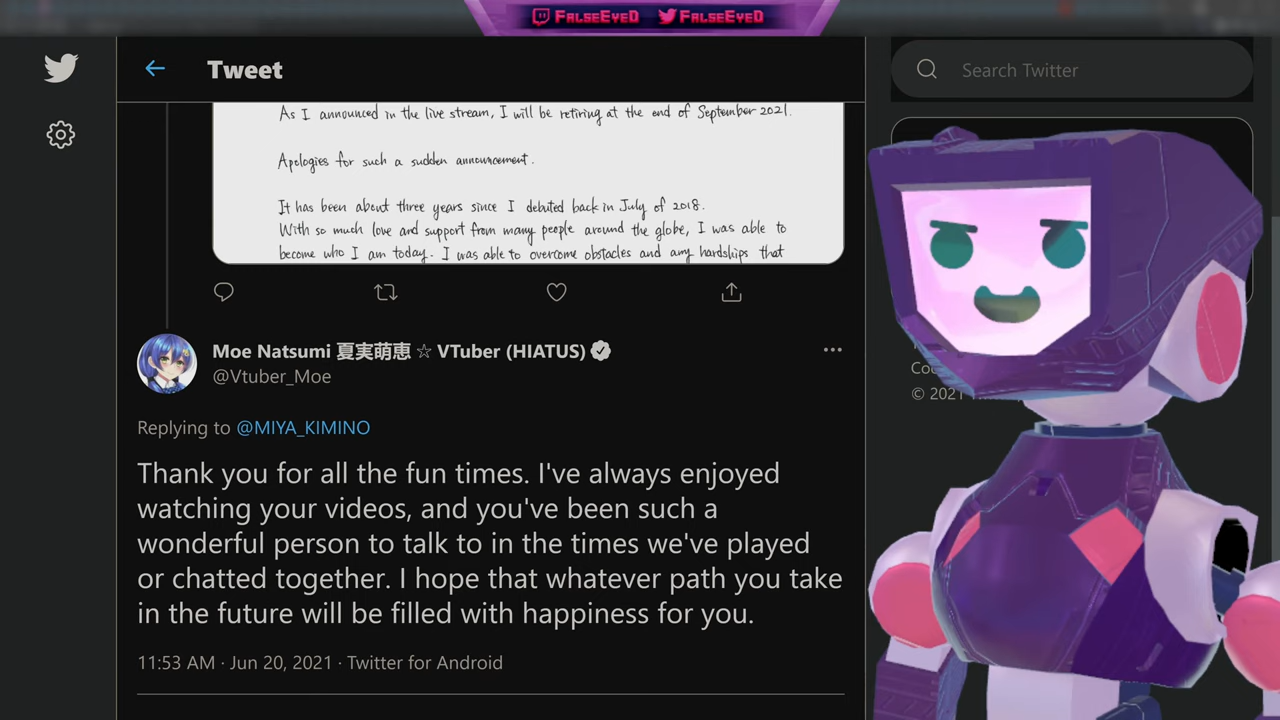 FalseEyeD FalseEyeD
Tweet
Search Twitter
As I announced in the live stream, I will be retiring at the end of September 2021.
Apologies for such a sudden announcement.
It has been about three years since I debuted back in July of 2018.
With so much love and support from many people around the globe, I was able to
become who I am today. I was able to overcome obstacles and any hardships that
Moe Natsumi 夏実萌恵 ☆ VTuber (HIATUS)
@Vtuber_Moe
Replying to @MIYA_KIMINO
Thank you for all the fun times. I've always enjoyed
watching your videos, and you've been such a
wonderful person to talk to in the times we've played
or chatted together. I hope that whatever path you take
in the future will be filled with happiness for you.
11:53 AM · Jun 20, 2021 · Twitter for Android
© 2021